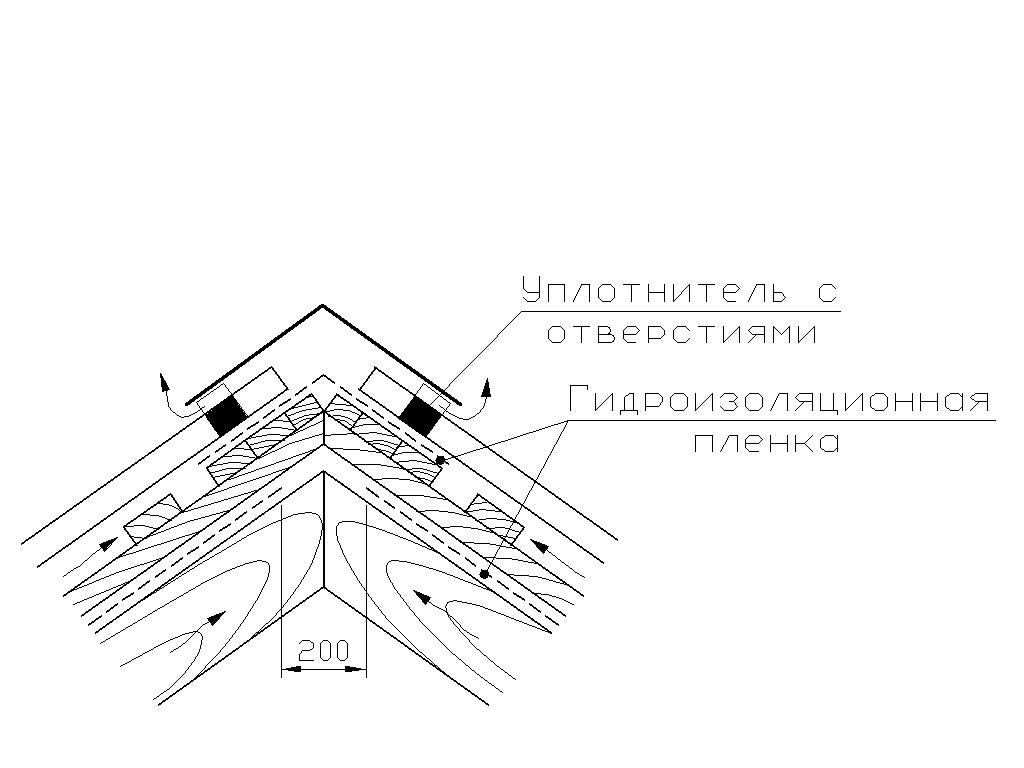 Уплотнитель с
отверстиями
Гидроизоляционная
пленка
200